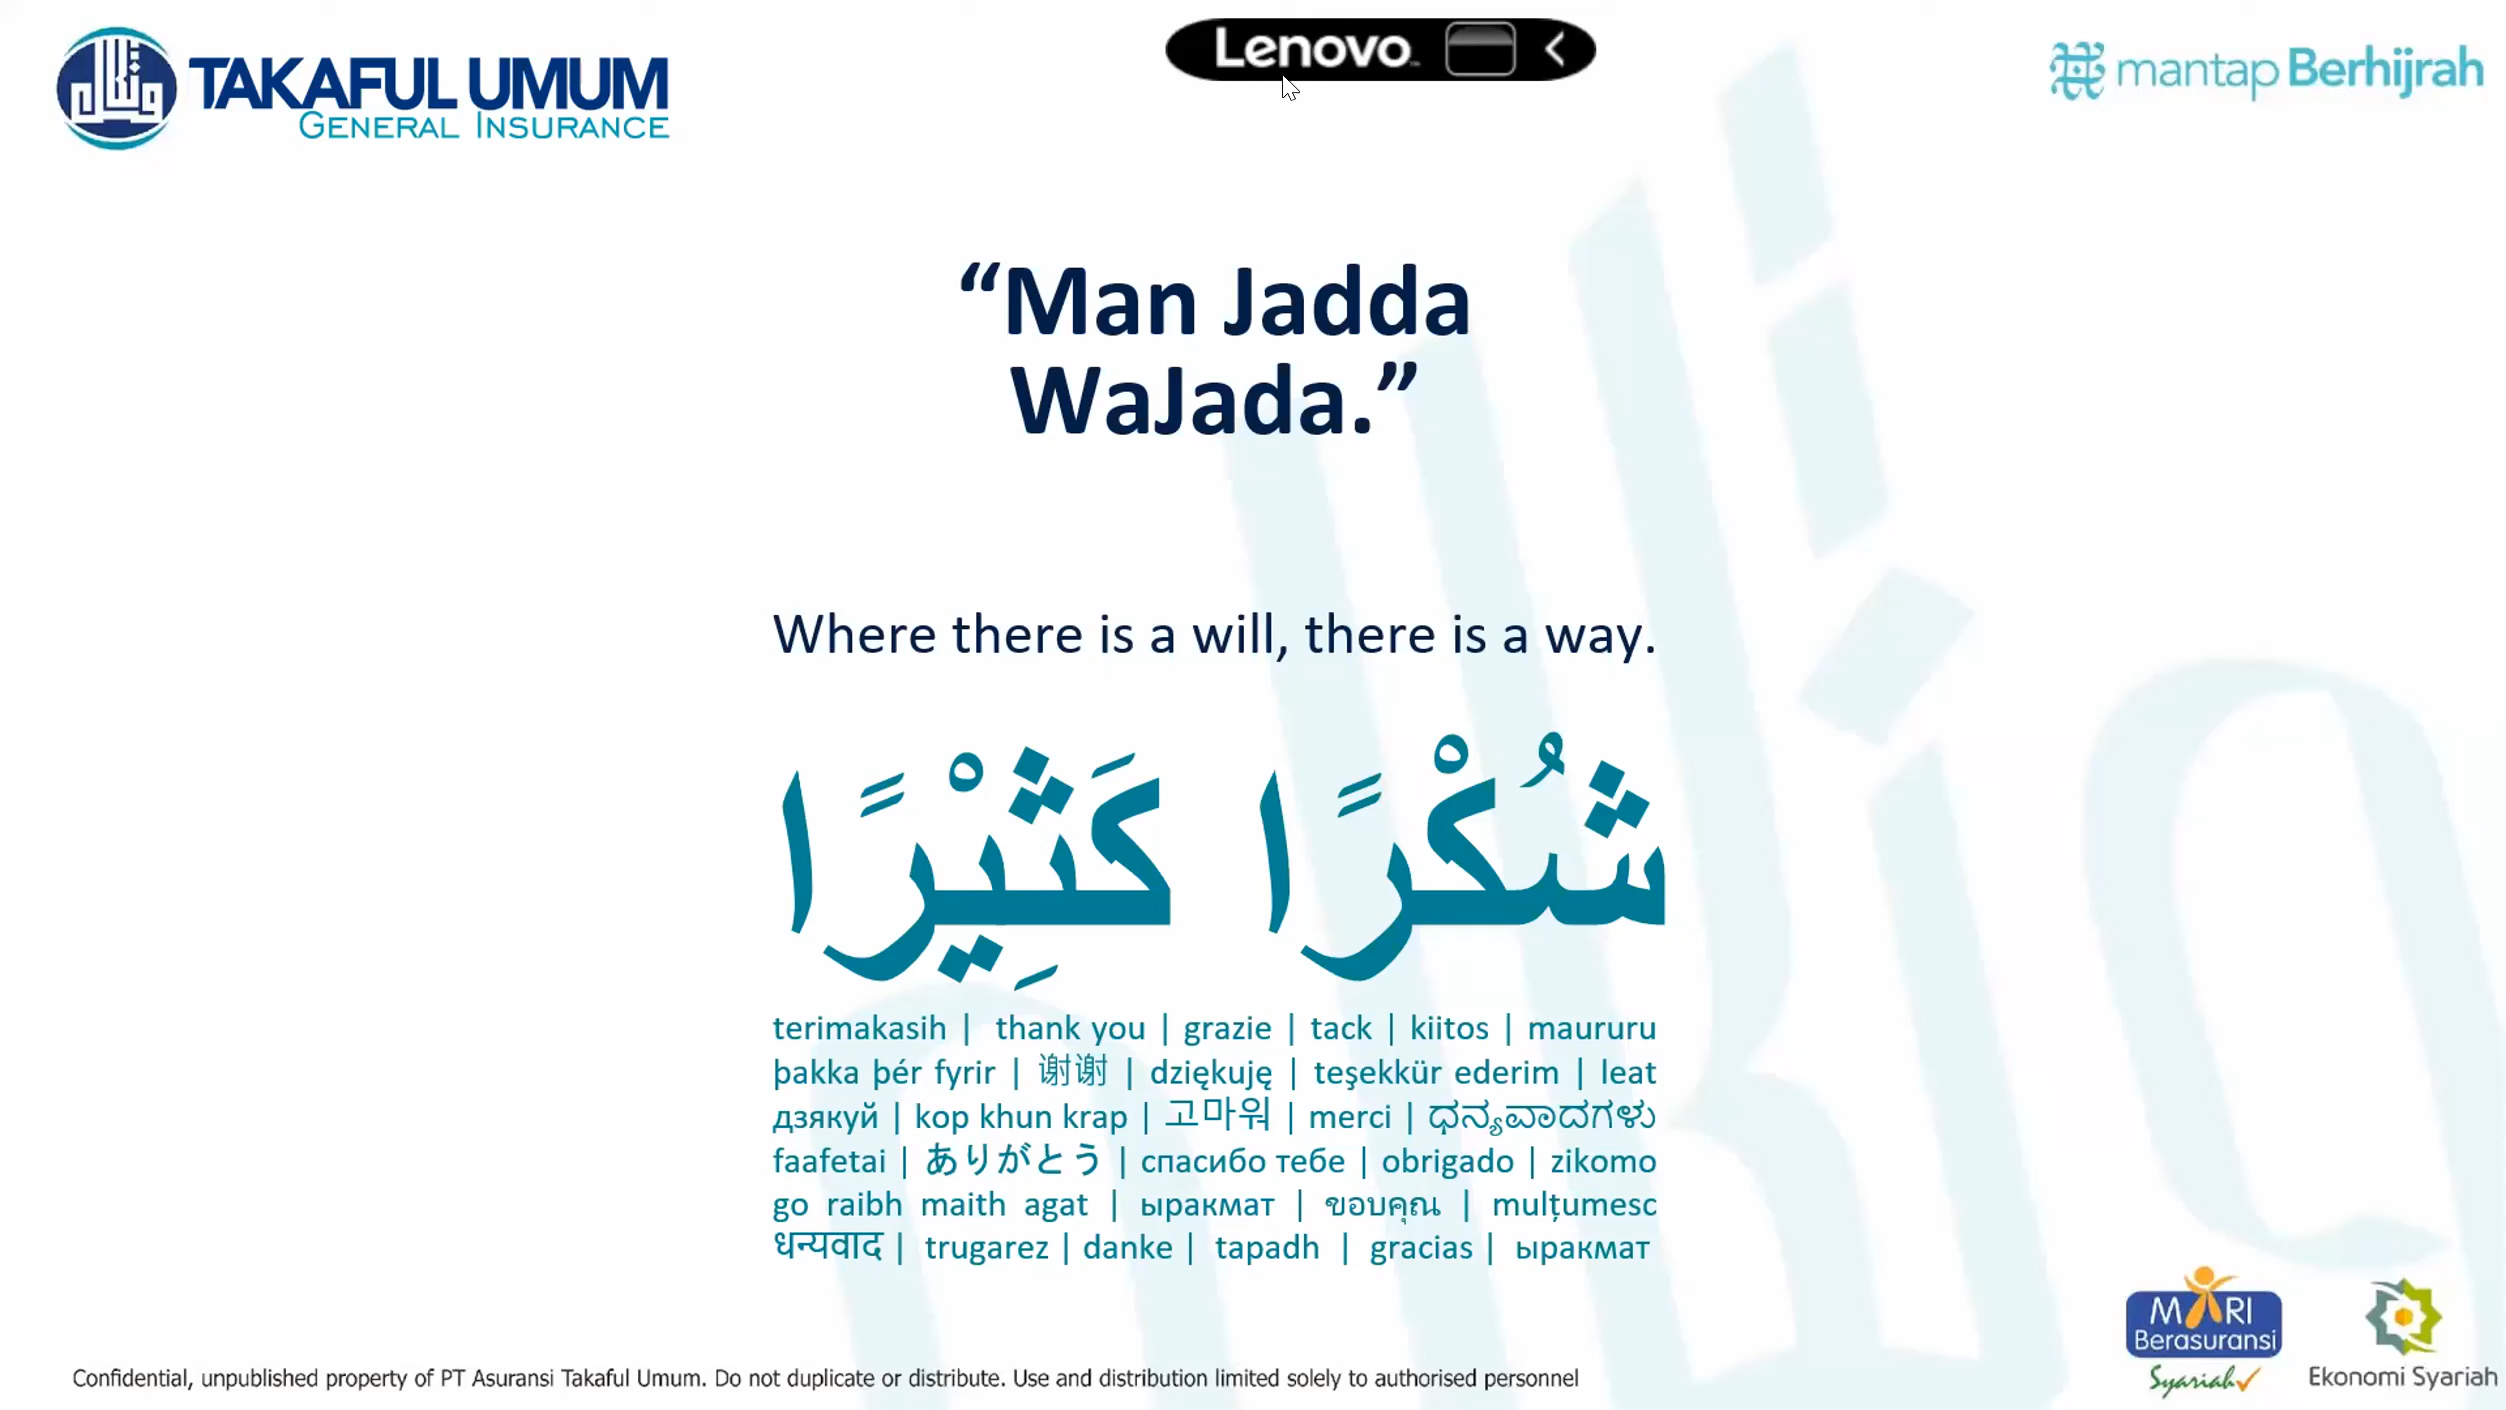 TAKAFUL UMUM
GENERAL INSURANCE
Lenovo
mantap Berhijrah
“Man Jadda
WaJada.”
Where there is a will, there is a way.
شُكْرًا كَثِيْرًا
terimakasih | thank you | grazie | tack | kiitos | maururu
þakka þér fyrir | 谢谢 | dziękuję | teşekkür ederim | leat
дзякуй | kop khun krap | 고마워 | merci | ಧನ್ಯವಾದಗಳು
faafetai | ありがとう | спасибо тебе | obrigado | zikomo
go raibh maith agat | ыракмат | ขอบคุณ | mulțumesc
धन्यवाद | trugarez | danke | tapadh | gracias | ыракмат
MARI
Berasuransi
Syariah
Ekonomi Syariah
Confidential, unpublished property of PT Asuransi Takaful Umum. Do not duplicate or distribute. Use and distribution limited solely to authorised personnel